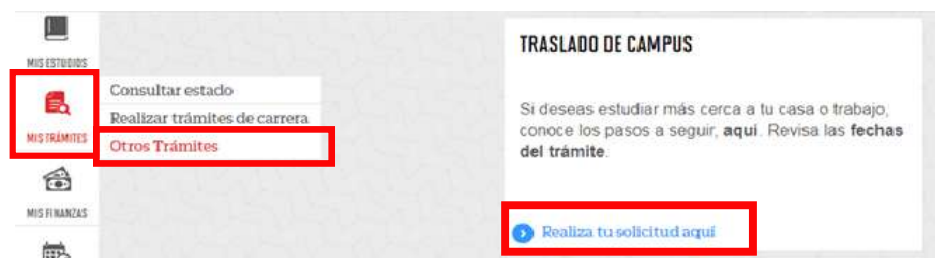 MIS ESTUDIOS
MIS TRÁMITES
MIS FINANZAS
Consultar estado
Realizar trámites de carrera
Otros Trámites
TRASLADO DE CAMPUS
Si deseas estudiar más cerca a tu casa o trabajo,
conoce los pasos a seguir, aquí. Revisa las fechas
del trámite.
Realiza tu solicitud aquí